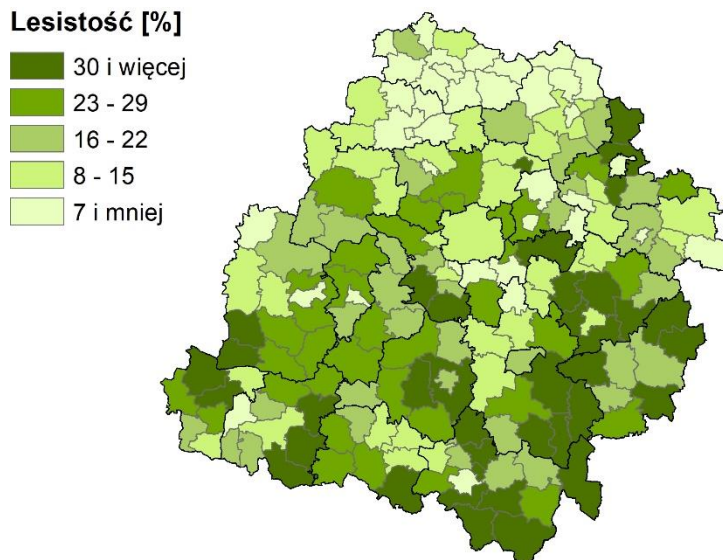 Lesistość [%]
30 i więcej
23 - 29
16 - 22
8 - 15
7 i mniej